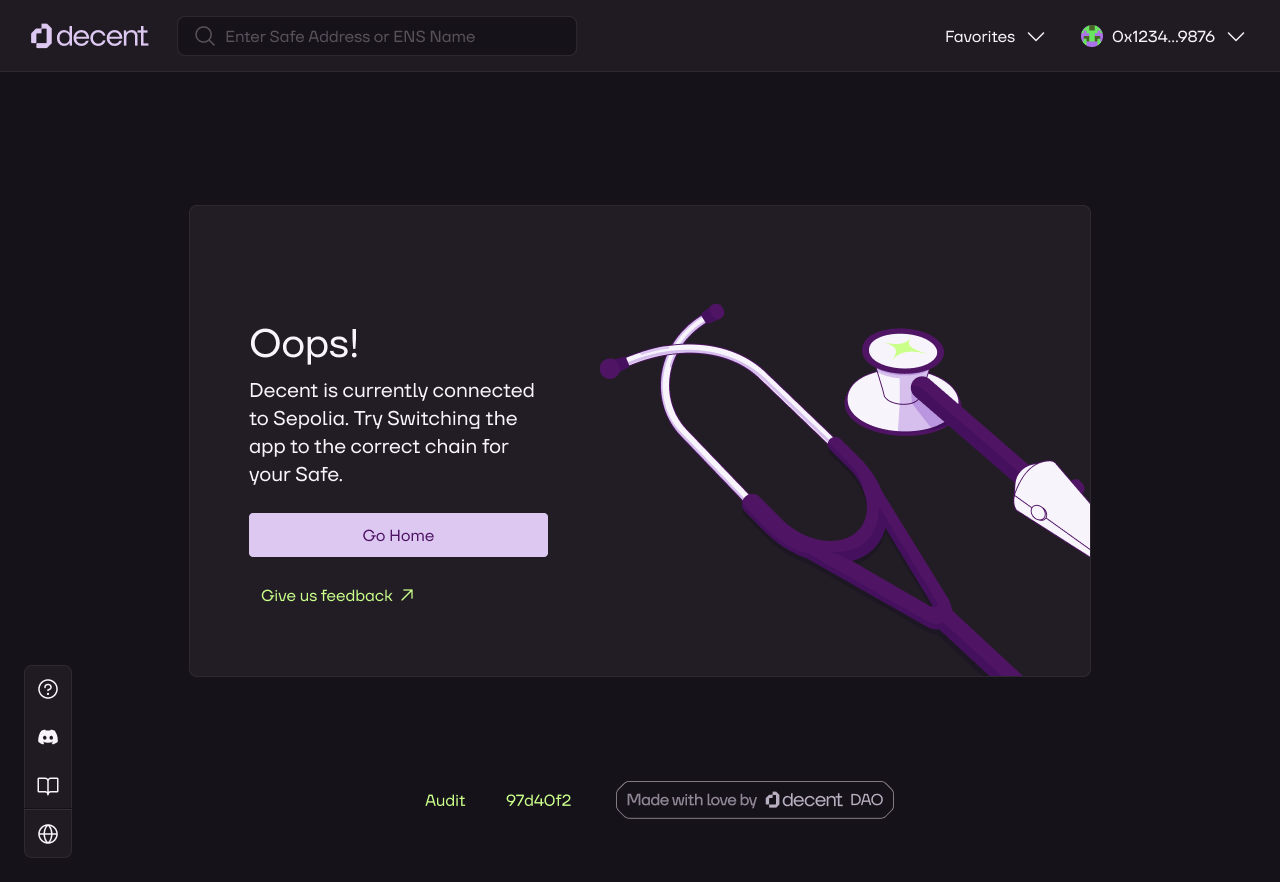 decent
Enter Safe Address or ENS Name
Favorites
0x1234...9876
Oops!
Decent is currently connected
to Sepolia. Try Switching the
app to the correct chain for
your Safe.
Go Home
Give us feedback
Audit
97d40f2
Made with love by decent DAO